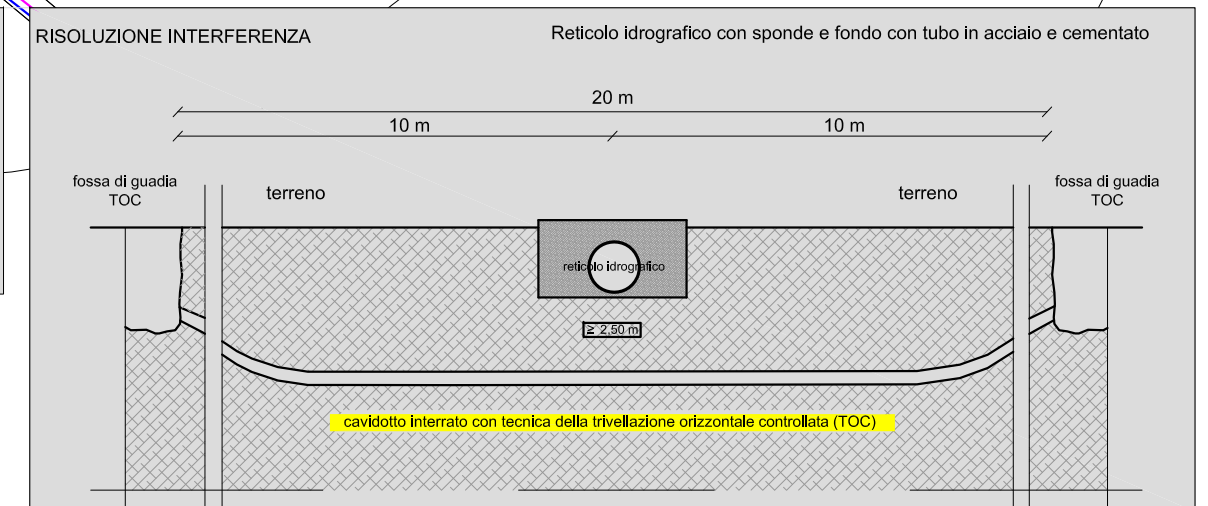 RISOLUZIONE INTERFERENZA
Reticolo idrografico con sponde e fondo con tubo in acciaio e cementato
20 m
10 m
10 m
fossa di guadia
TOC
terreno
terreno
fossa di guadia
TOC
reticolo idrografico
≥ 2,50 m
cavidotto interrato con tecnica della trivellazione orizzontale controllata (TOC)